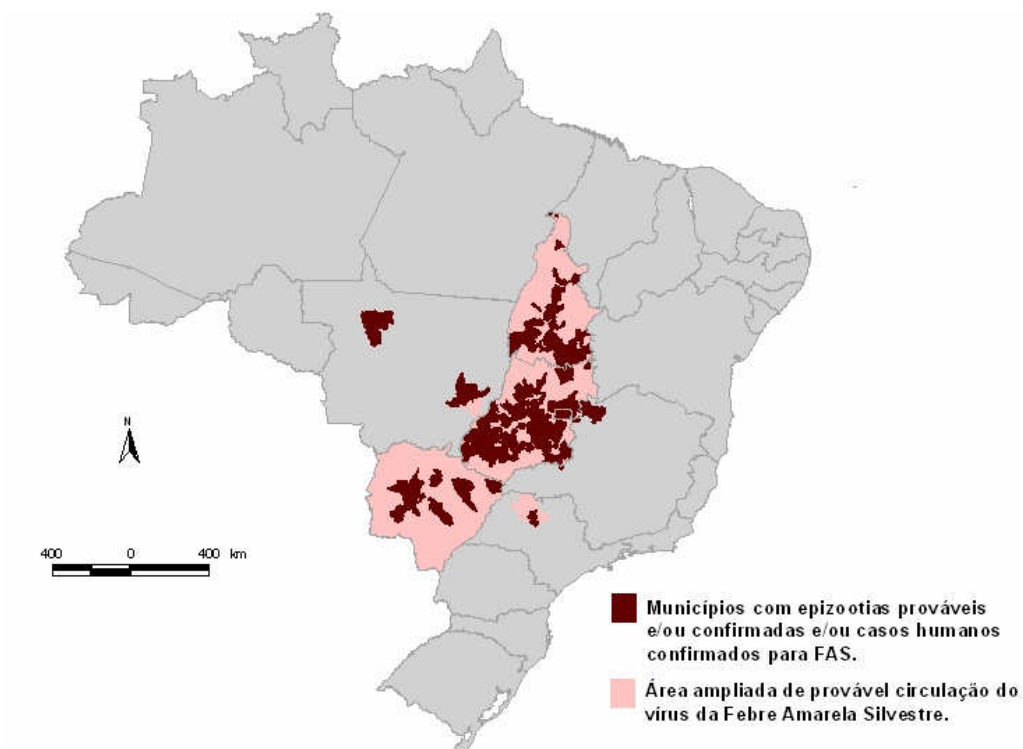 N
400 0 400 km
Municípios com epizootias prováveis
e/ou confirmadas e/ou casos humanos
confirmados para FAS.
Área ampliada de provável circulação do
vírus da Febre Amarela Silvestre.